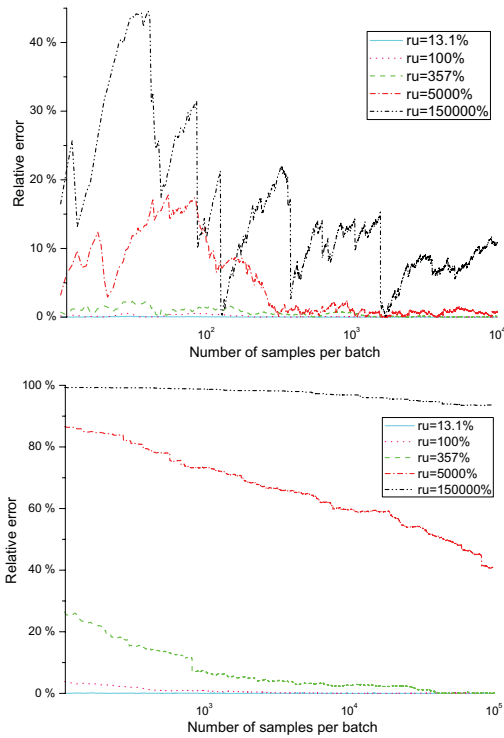 40 %
30 %
20 %
10 %
0 %
Relative error
ru=13.1%
ru=100%
ru=357%
ru=5000%
ru=150000%
10²
10³
10⁴
Number of samples per batch
100 %
80 %
60 %
40 %
20 %
0 %
Relative error
ru=13.1%
ru=100%
ru=357%
ru=5000%
ru=150000%
10³
10⁴
10⁵
Number of samples per batch